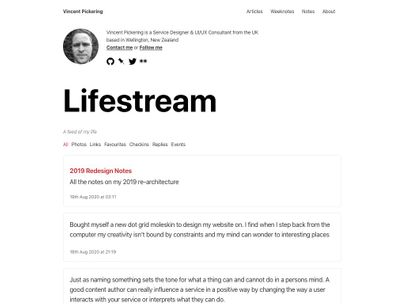 Vincent Pickering
Articles Weeknotes Notes About
Vincent Pickering is a Service Designer & UI/UX Consultant from the UK
based in Wellington, New Zealand
Contact me or Follow me
Lifestream
A feed of my life
All Photos Links Favourites Checkins Replies Events
2019 Redesign Notes
All the notes on my 2019 re-architecture
19th Aug 2020 at 03:11
Bought myself a new dot grid moleskin to design my website on. I find when I step back from the
computer my creativity isn't bound by constraints and my mind can wonder to interesting places
18th Aug 2020 at 21:19
Just as naming something sets the tone for what a thing can and cannot do in a persons mind. A
good content author can really influence a service in a positive way by changing the way a user
interacts with your service or interprets what they can do.